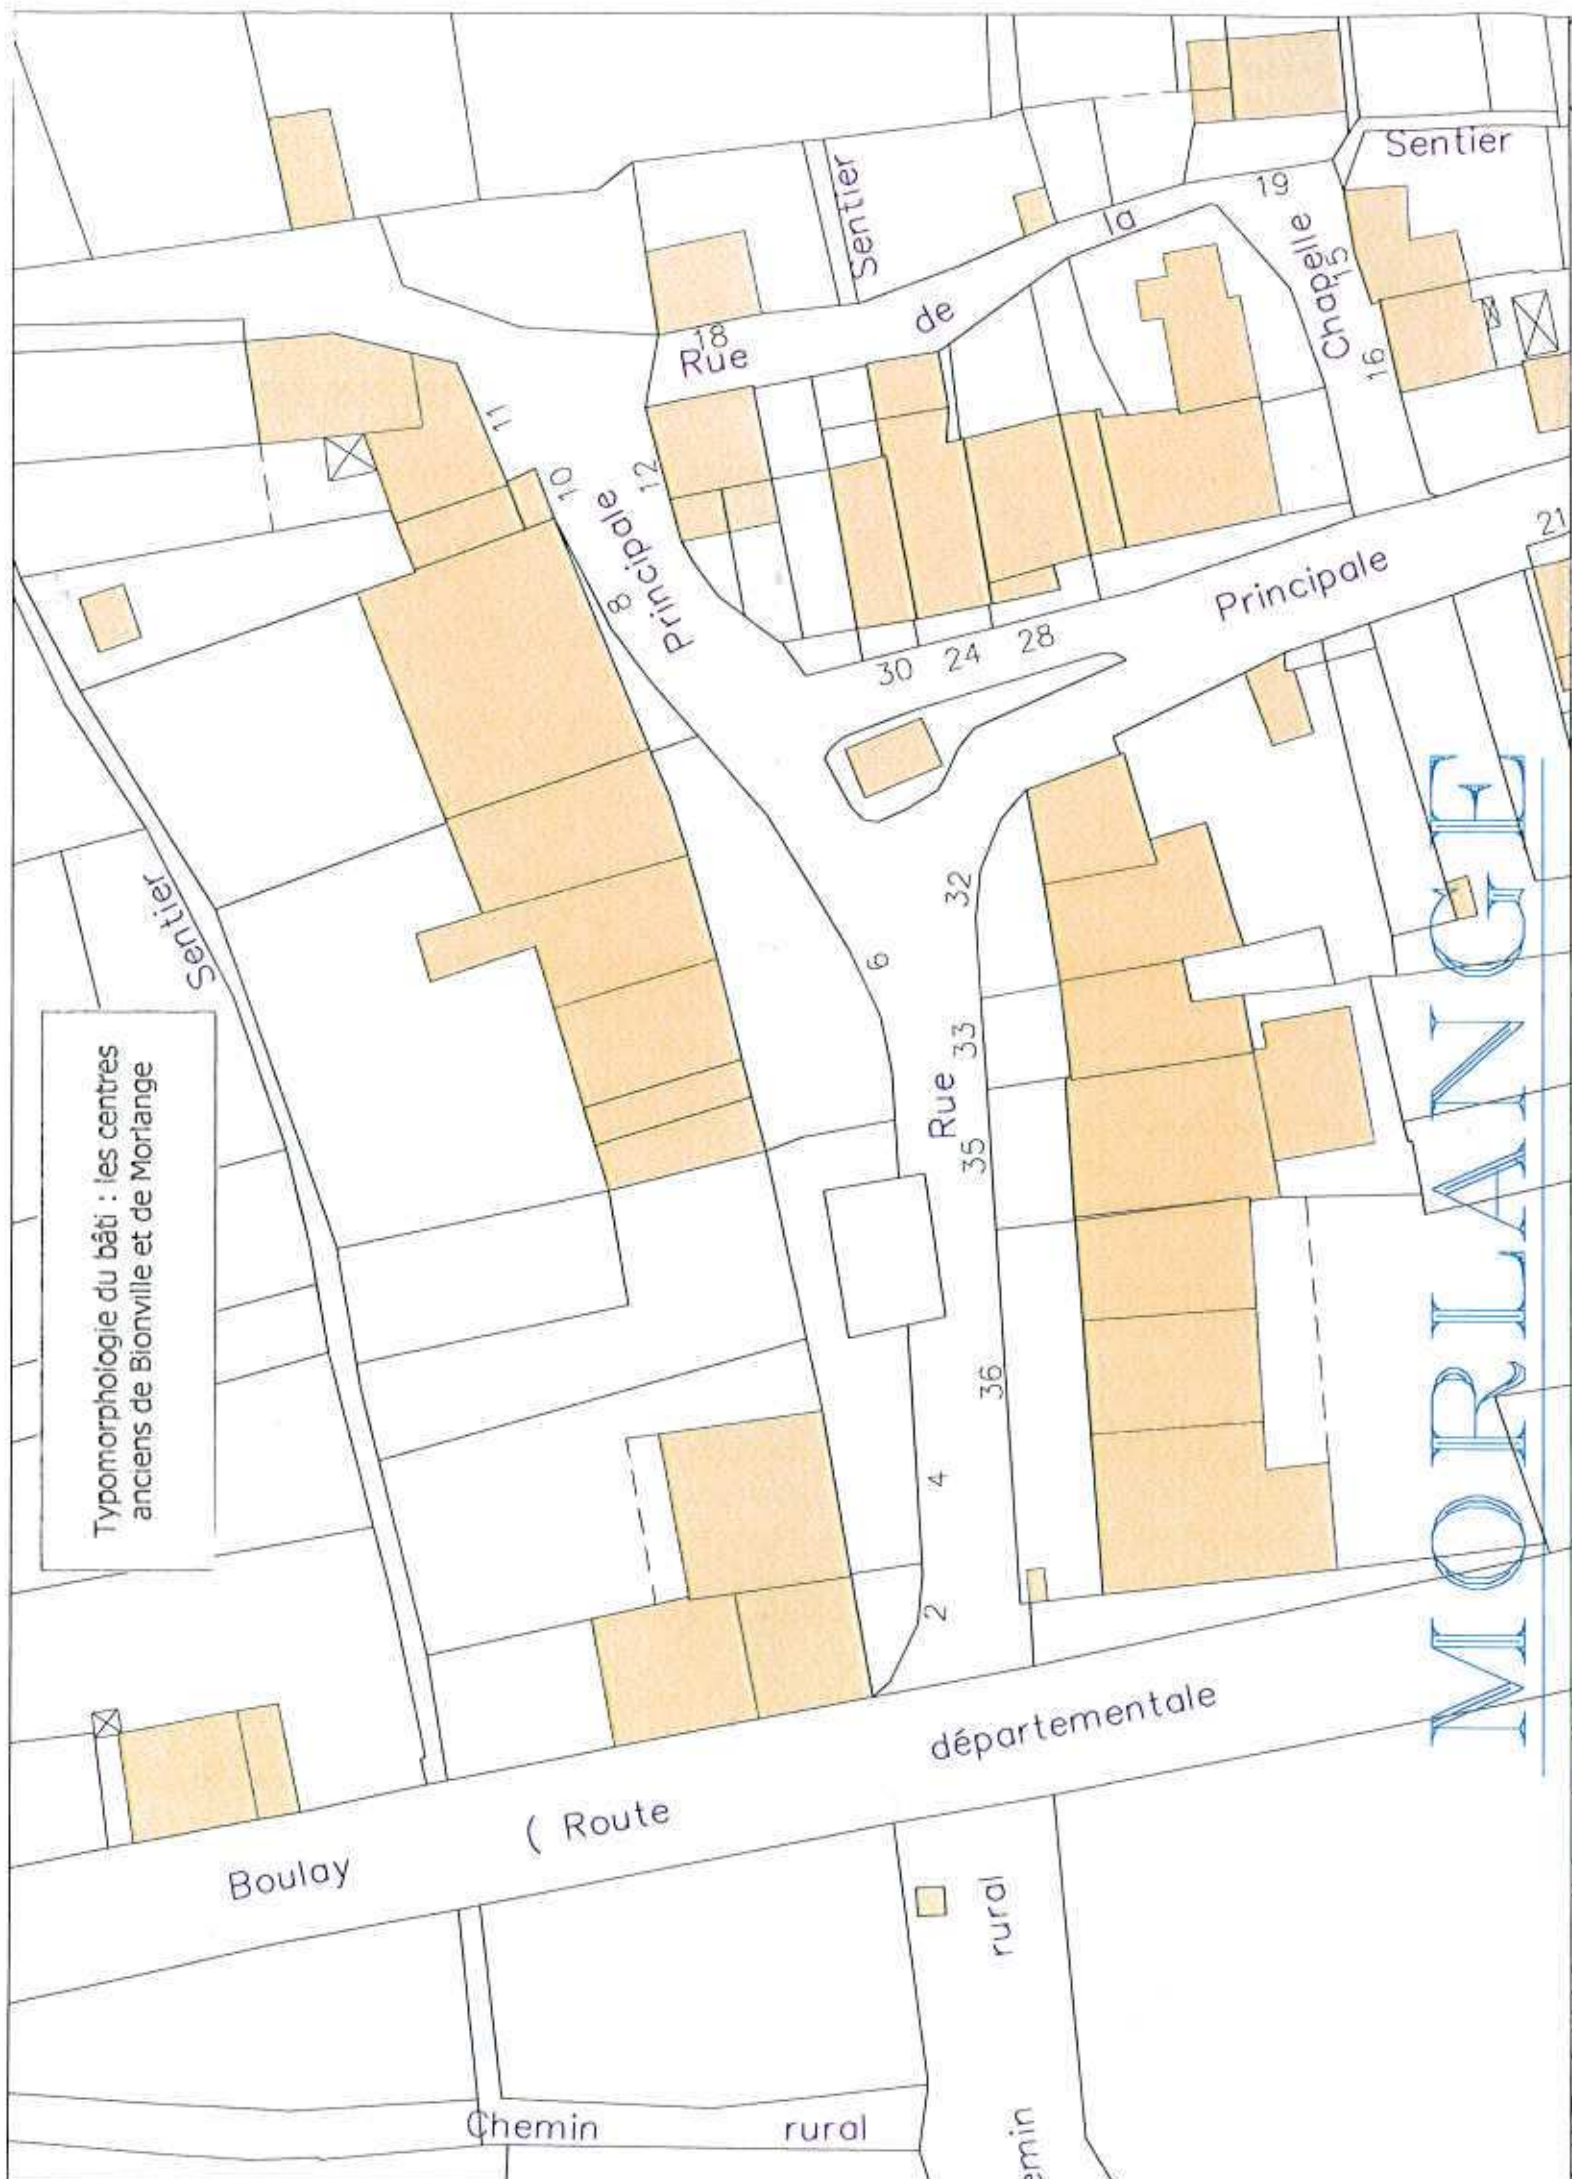 Typomorphologie du bâti : les centres
anciens de Bionville et de Morlange
MORLANGE
Sentier
Sentier
Sentier
19
la
Chapelle
15
16
de
18
Rue
11
10
12
Principale
8
21
Principale
30 24 28
32
6
33
Rue
35
36
4
2
départementale
( Route
Boulay
rural
Chemin rural
emin